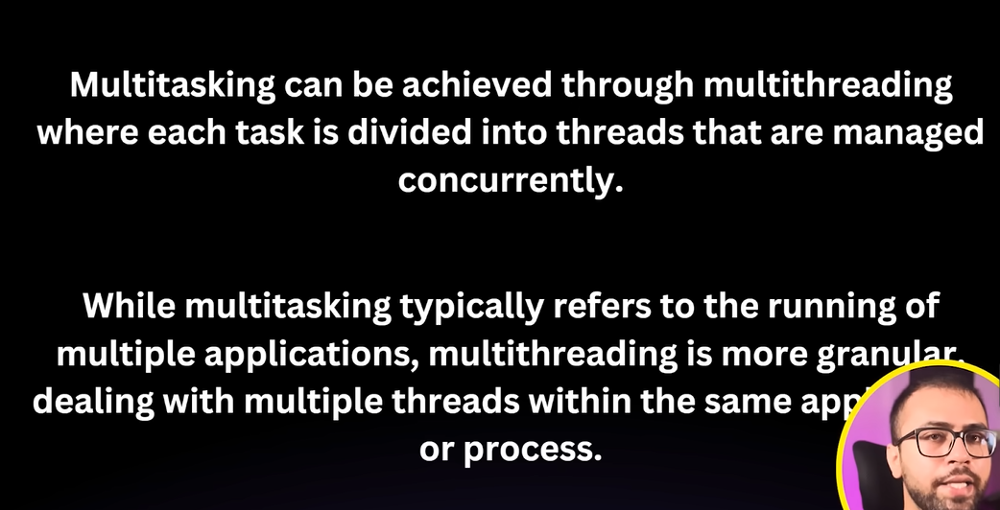 Multitasking can be achieved through multithreading
where each task is divided into threads that are managed
concurrently.
While multitasking typically refers to the running of
multiple applications, multithreading is more granular,
dealing with multiple threads within the same
or process.